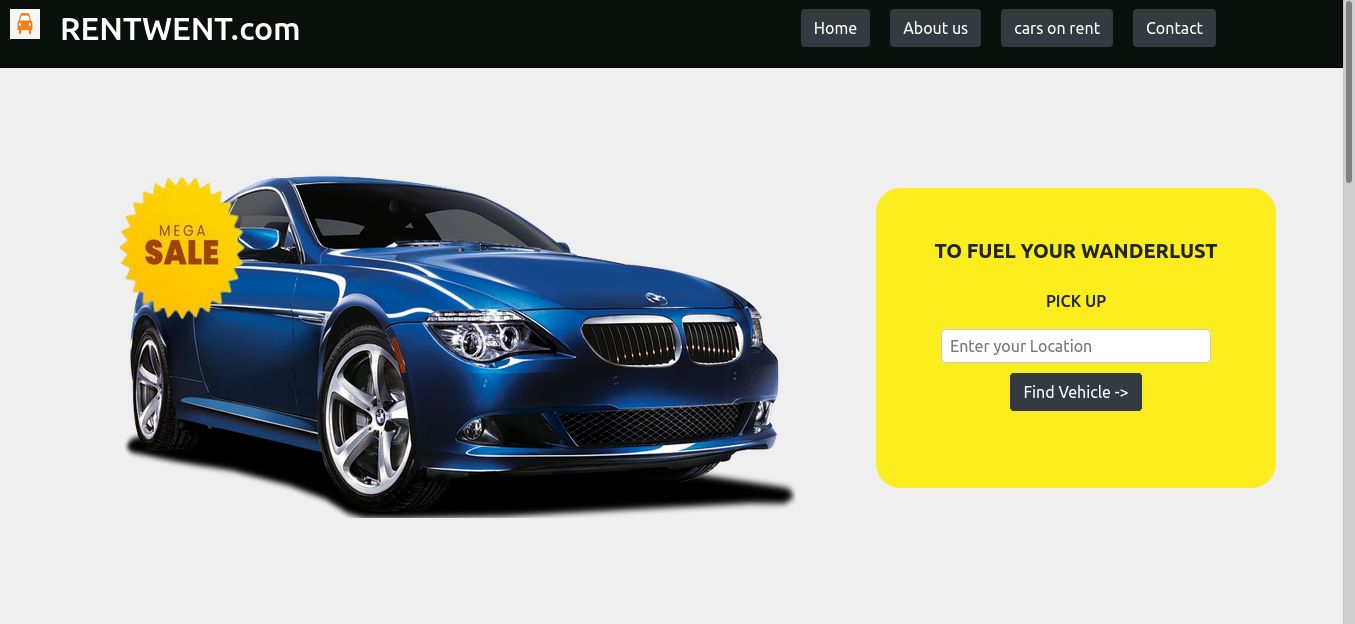 RENTWENT.com
Home
About us
cars on rent
Contact
MEGA
SALE
TO FUEL YOUR WANDERLUST
PICK UP
Enter your Location
Find Vehicle ->